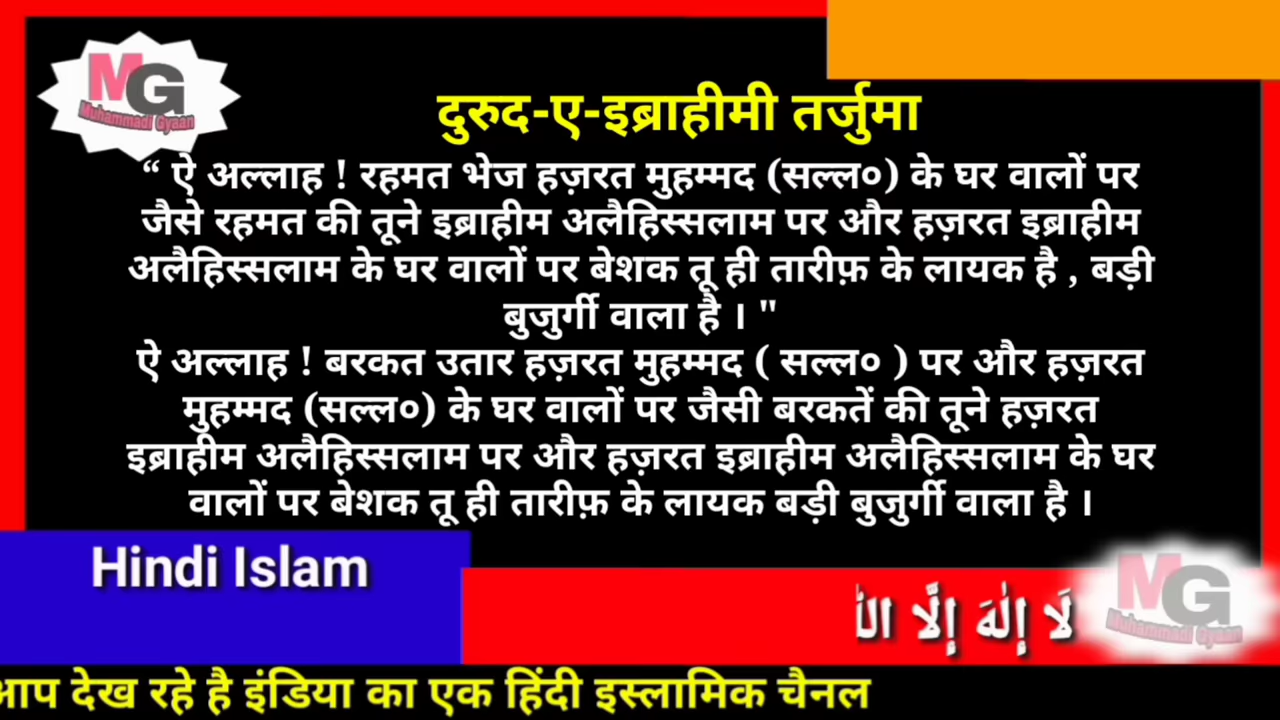 MG
Muhammadi Gyaan
दुरुद-ए-इब्राहीमी तर्जुमा
“ ऐ अल्लाह ! रहमत भेज हज़रत मुहम्मद (सल्ल०) के घर वालों पर
जैसे रहमत की तूने इब्राहीम अलैहिस्सलाम पर और हज़रत इब्राहीम
अलैहिस्सलाम के घर वालों पर बेशक तू ही तारीफ़ के लायक है , बड़ी
बुजुर्गी वाला है । "
ऐ अल्लाह ! बरकत उतार हज़रत मुहम्मद ( सल्ल० ) पर और हज़रत
मुहम्मद (सल्ल०) के घर वालों पर जैसी बरकतें की तूने हज़रत
इब्राहीम अलैहिस्सलाम पर और हज़रत इब्राहीम अलैहिस्सलाम के घर
वालों पर बेशक तू ही तारीफ़ के लायक बड़ी बुजुर्गी वाला है ।
Hindi Islam
لَا إِلٰهَ إِلَّا
MG
Muhammadi Gyaan
आप देख रहे है इंडिया का एक हिंदी इस्लामिक चैनल